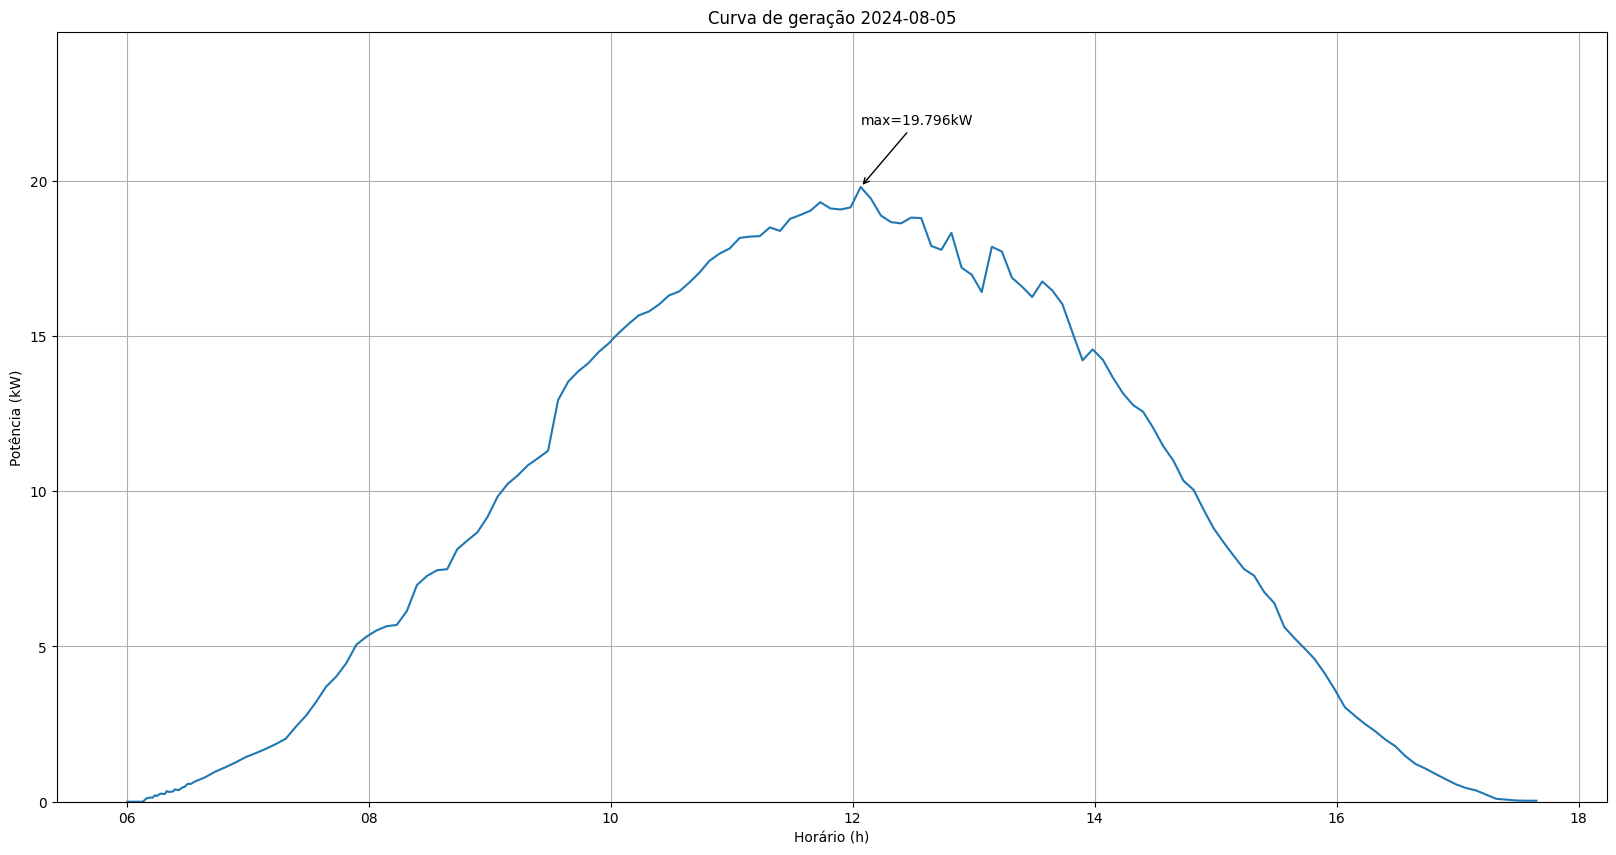 Curva de geração 2024-08-05
max=19.796kW
20
15
10
5
0
Potência (kW)
06 08 10 12 14 16 18
Horário (h)